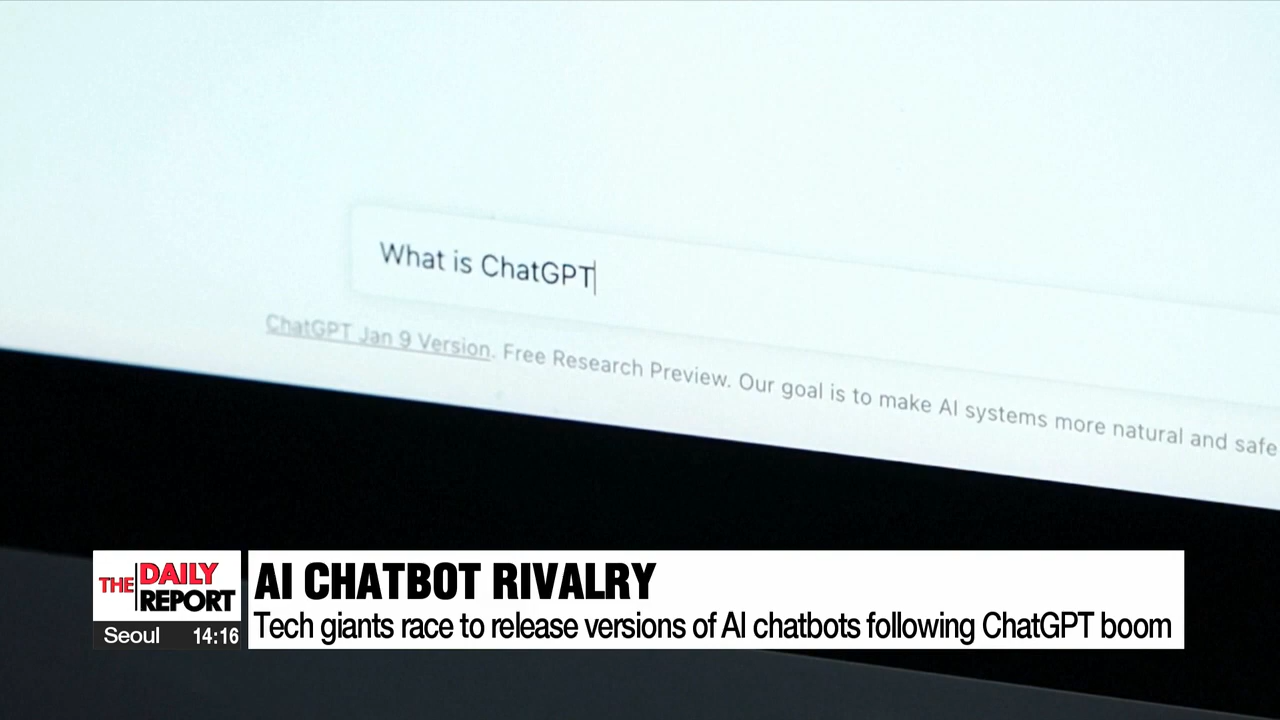 What is ChatGPT
ChatGPT Jan 9 Version. Free Research Preview. Our goal is to make AI systems more natural and safe
THE DAILY REPORT
AI CHATBOT RIVALRY
Seoul 14:16
Tech giants race to release versions of AI chatbots following ChatGPT boom